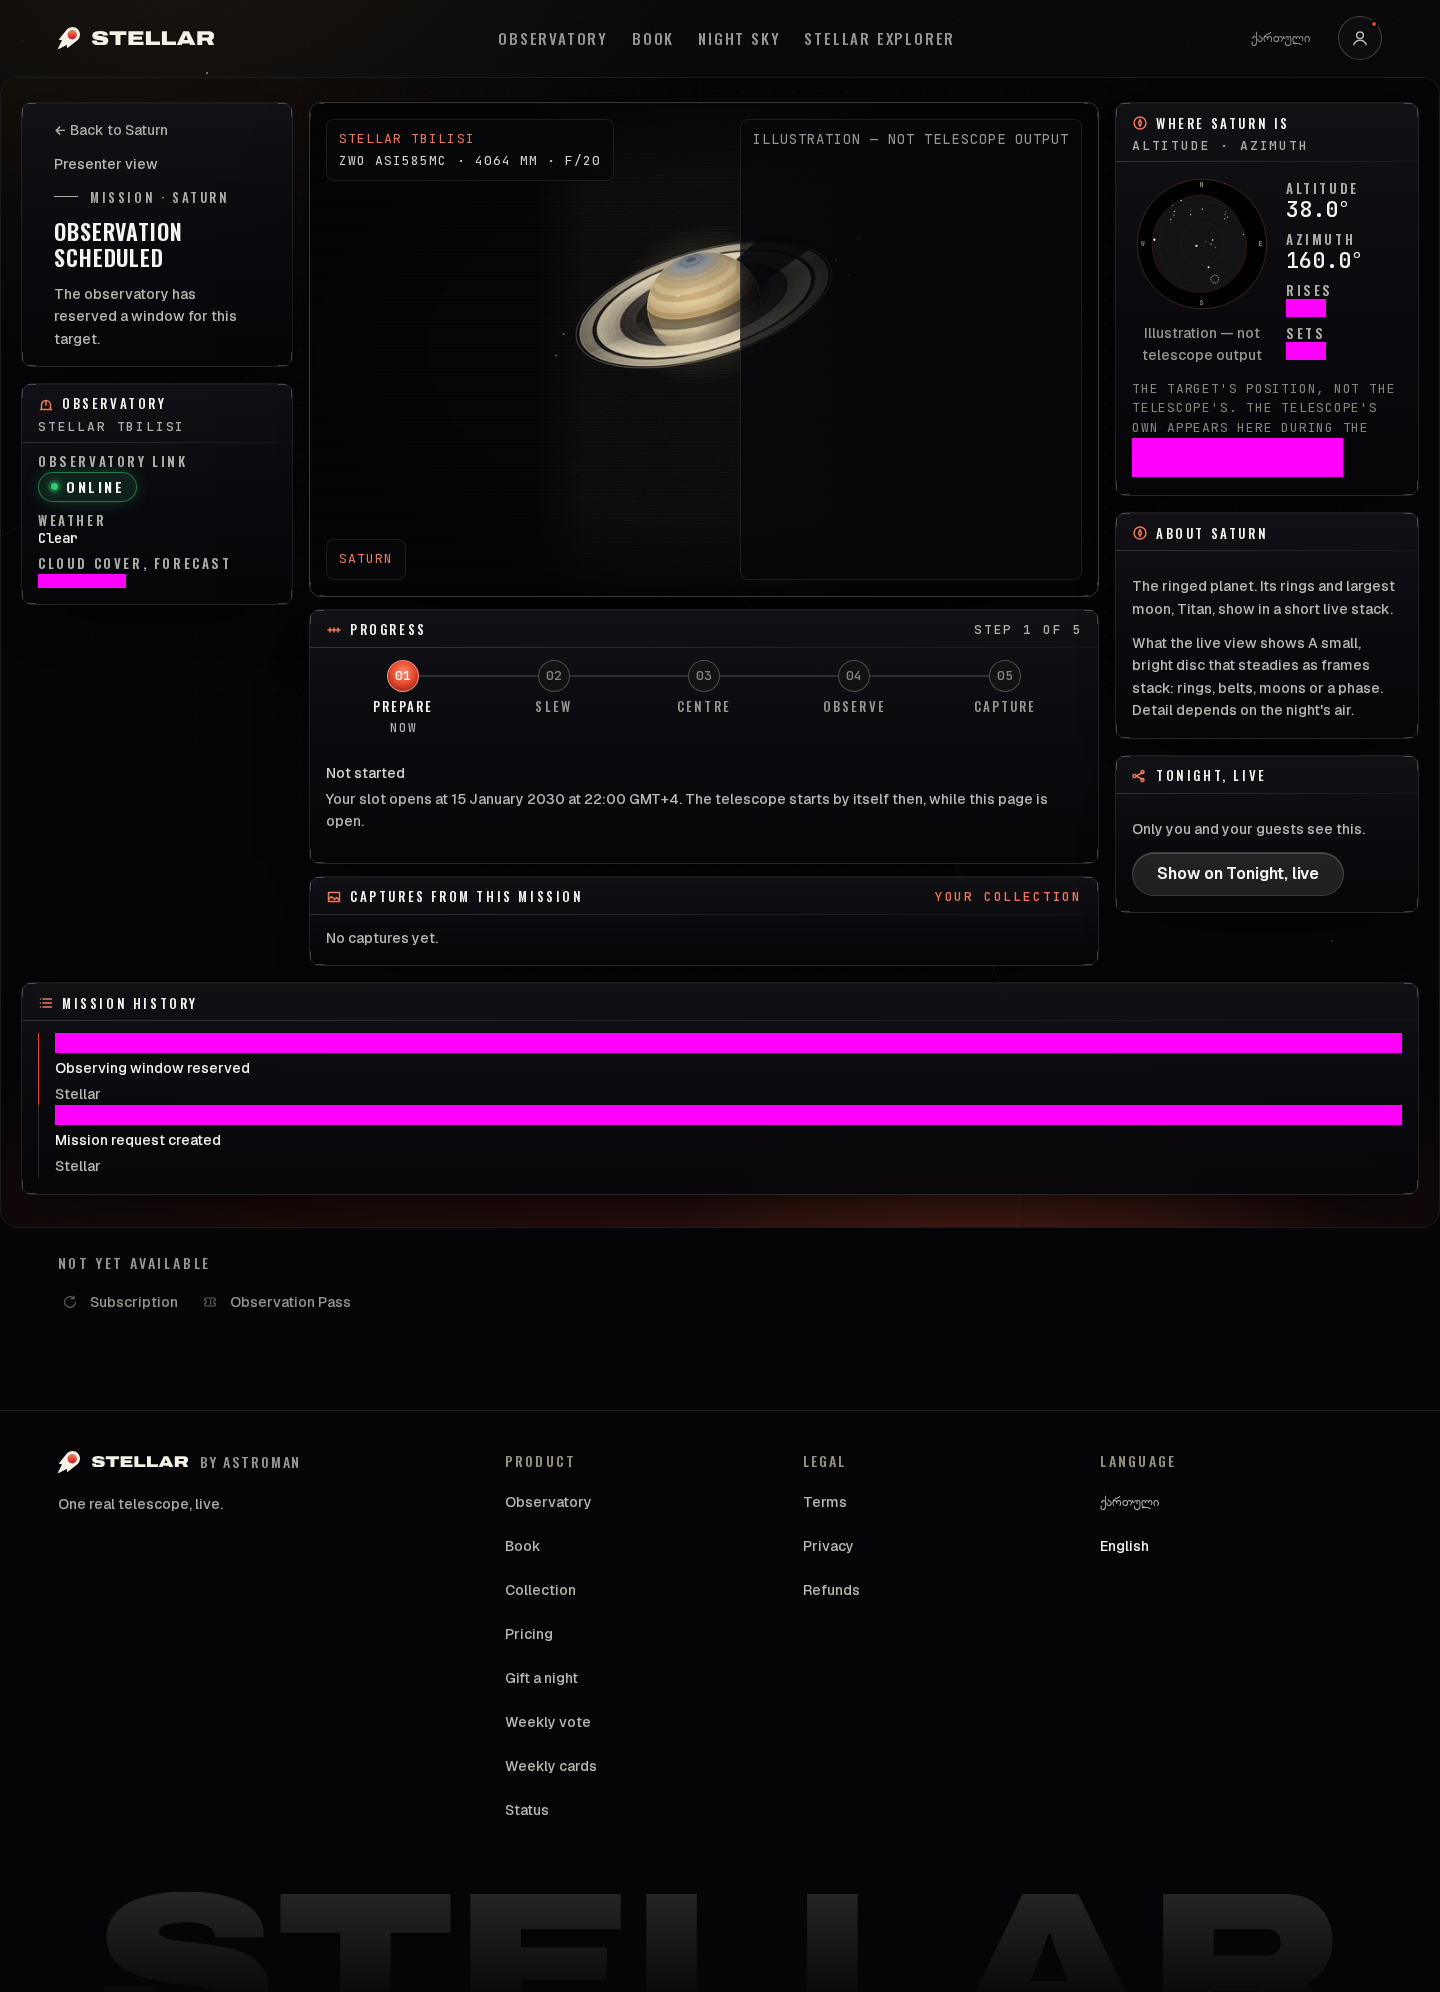 STELLAR
OBSERVATORY BOOK NIGHT SKY STELLAR EXPLORER
ქართული
← Back to Saturn
Presenter view
MISSION · SATURN
OBSERVATION
SCHEDULED
The observatory has
reserved a window for this
target.
OBSERVATORY
STELLAR TBILISI
OBSERVATORY LINK
ONLINE
WEATHER
Clear
CLOUD COVER, FORECAST
STELLAR TBILISI
ZWO ASI585MC · 4064 MM · F/20
ILLUSTRATION — NOT TELESCOPE OUTPUT
SATURN
PROGRESS
STEP 1 OF 5
01 02 03 04 05
PREPARE SLEW CENTRE OBSERVE CAPTURE
NOW
Not started
Your slot opens at 15 January 2030 at 22:00 GMT+4. The telescope starts by itself then, while this page is
open.
CAPTURES FROM THIS MISSION
YOUR COLLECTION
No captures yet.
WHERE SATURN IS
ALTITUDE · AZIMUTH
N
W E
S
Illustration — not
telescope output
ALTITUDE
38.0°
AZIMUTH
160.0°
RISES
SETS
THE TARGET'S POSITION, NOT THE
TELESCOPE'S. THE TELESCOPE'S
OWN APPEARS HERE DURING THE
ABOUT SATURN
The ringed planet. Its rings and largest
moon, Titan, show in a short live stack.
What the live view shows A small,
bright disc that steadies as frames
stack: rings, belts, moons or a phase.
Detail depends on the night's air.
TONIGHT, LIVE
Only you and your guests see this.
Show on Tonight, live
MISSION HISTORY
Observing window reserved
Stellar
Mission request created
Stellar
NOT YET AVAILABLE
Subscription Observation Pass
STELLAR BY ASTROMAN
One real telescope, live.
PRODUCT
Observatory
Book
Collection
Pricing
Gift a night
Weekly vote
Weekly cards
Status
LEGAL
Terms
Privacy
Refunds
LANGUAGE
ქართული
English
STELLAR